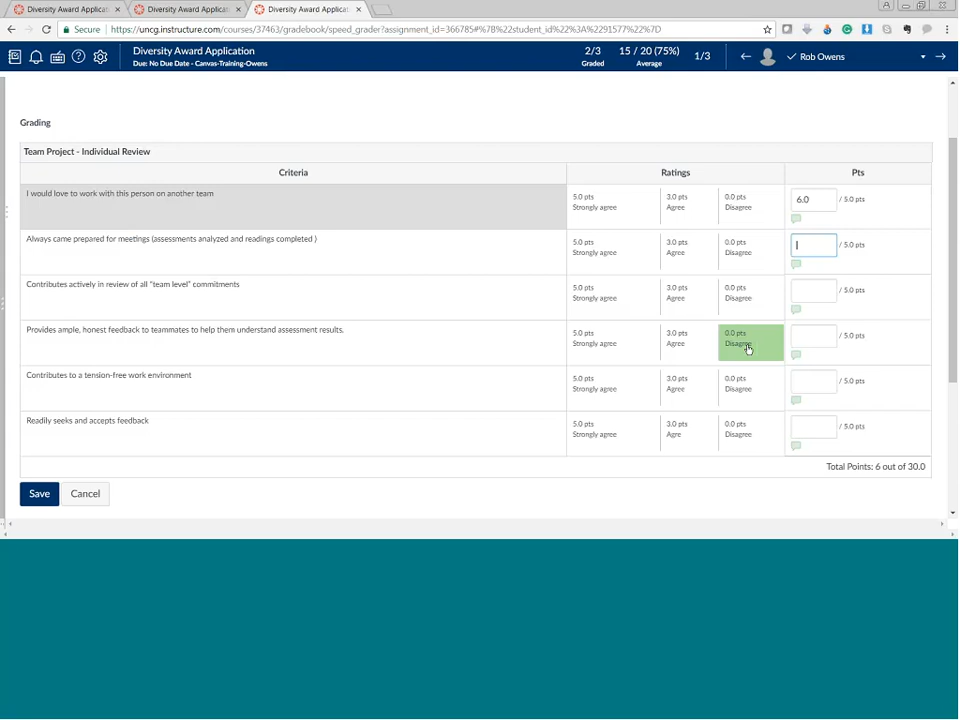 Diversity Award Applicat
Diversity Award Applicati
Diversity Award Applicat
Secure
https://uncg.instructure.com/courses/37463/gradebook/speed_grader?assignment_id=366785#%7B%22student_id%22%3A%2291577%22%7D
Diversity Award Application
Due: No Due Date - Canvas-Training-Owens
2/3
Graded
15 / 20 (75%)
Average
1/3
Rob Owens
Grading
Team Project - Individual Review
Criteria
Ratings
Pts
I would love to work with this person on another team
5.0 pts
Strongly agree
3.0 pts
Agree
0.0 pts
Disagree
6.0
/ 5.0 pts
Always came prepared for meetings (assessments analyzed and readings completed )
5.0 pts
Strongly agree
3.0 pts
Agree
0.0 pts
Disagree
/ 5.0 pts
Contributes actively in review of all "team level" commitments
5.0 pts
Strongly agree
3.0 pts
Agree
0.0 pts
Disagree
/ 5.0 pts
Provides ample, honest feedback to teammates to help them understand assessment results.
5.0 pts
Strongly agree
3.0 pts
Agree
0.0 pts
Disagree
/ 5.0 pts
Contributes to a tension-free work environment
5.0 pts
Strongly agree
3.0 pts
Agree
0.0 pts
Disagree
/ 5.0 pts
Readily seeks and accepts feedback
5.0 pts
Strongly agree
3.0 pts
Agre
0.0 pts
Disagree
/ 5.0 pts
Total Points: 6 out of 30.0
Save
Cancel